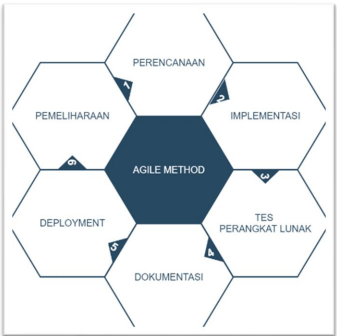 PERENCANAAN
1
2
PEMELIHARAAN
IMPLEMENTASI
AGILE METHOD
6
3
DEPLOYMENT
TES
PERANGKAT LUNAK
5
4
DOKUMENTASI